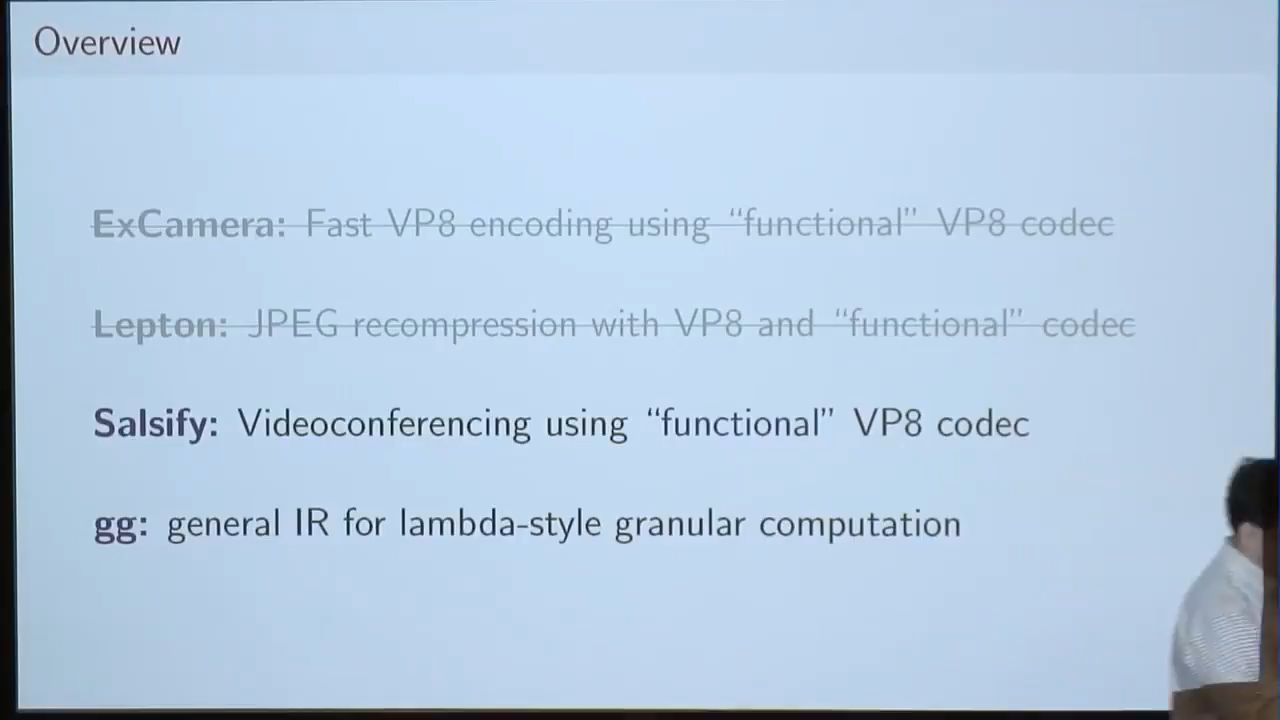 Overview
ExCamera: Fast VP8 encoding using “functional” VP8 codec
Lepton: JPEG recompression with VP8 and “functional” codec
Salsify: Videoconferencing using “functional” VP8 codec
gg: general IR for lambda-style granular computation